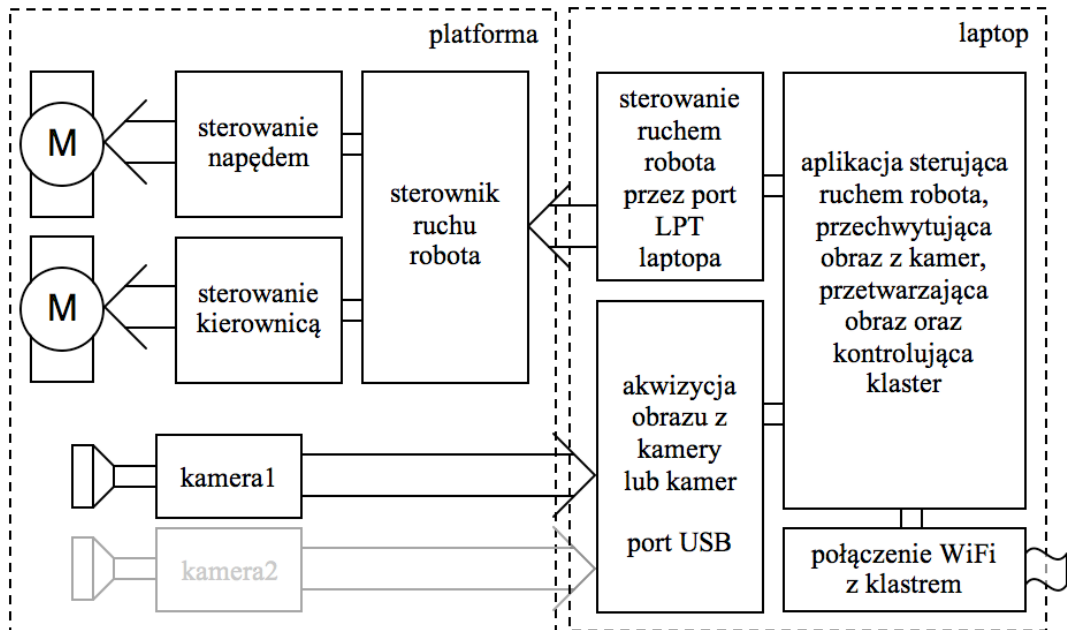 platforma
laptop
M
sterowanie
napędem
sterownik
ruchu
robota
M
sterowanie
kierownicą
sterowanie
ruchem
robota
przez port
LPT
laptopa
aplikacja sterująca
ruchem robota,
przechwytująca
obraz z kamer,
przetwarzająca
obraz oraz
kontrolująca
klaster
akwizycja
obrazu z
kamery
lub kamer
port USB
kamera1
kamera2
połączenie WiFi
z klastrem